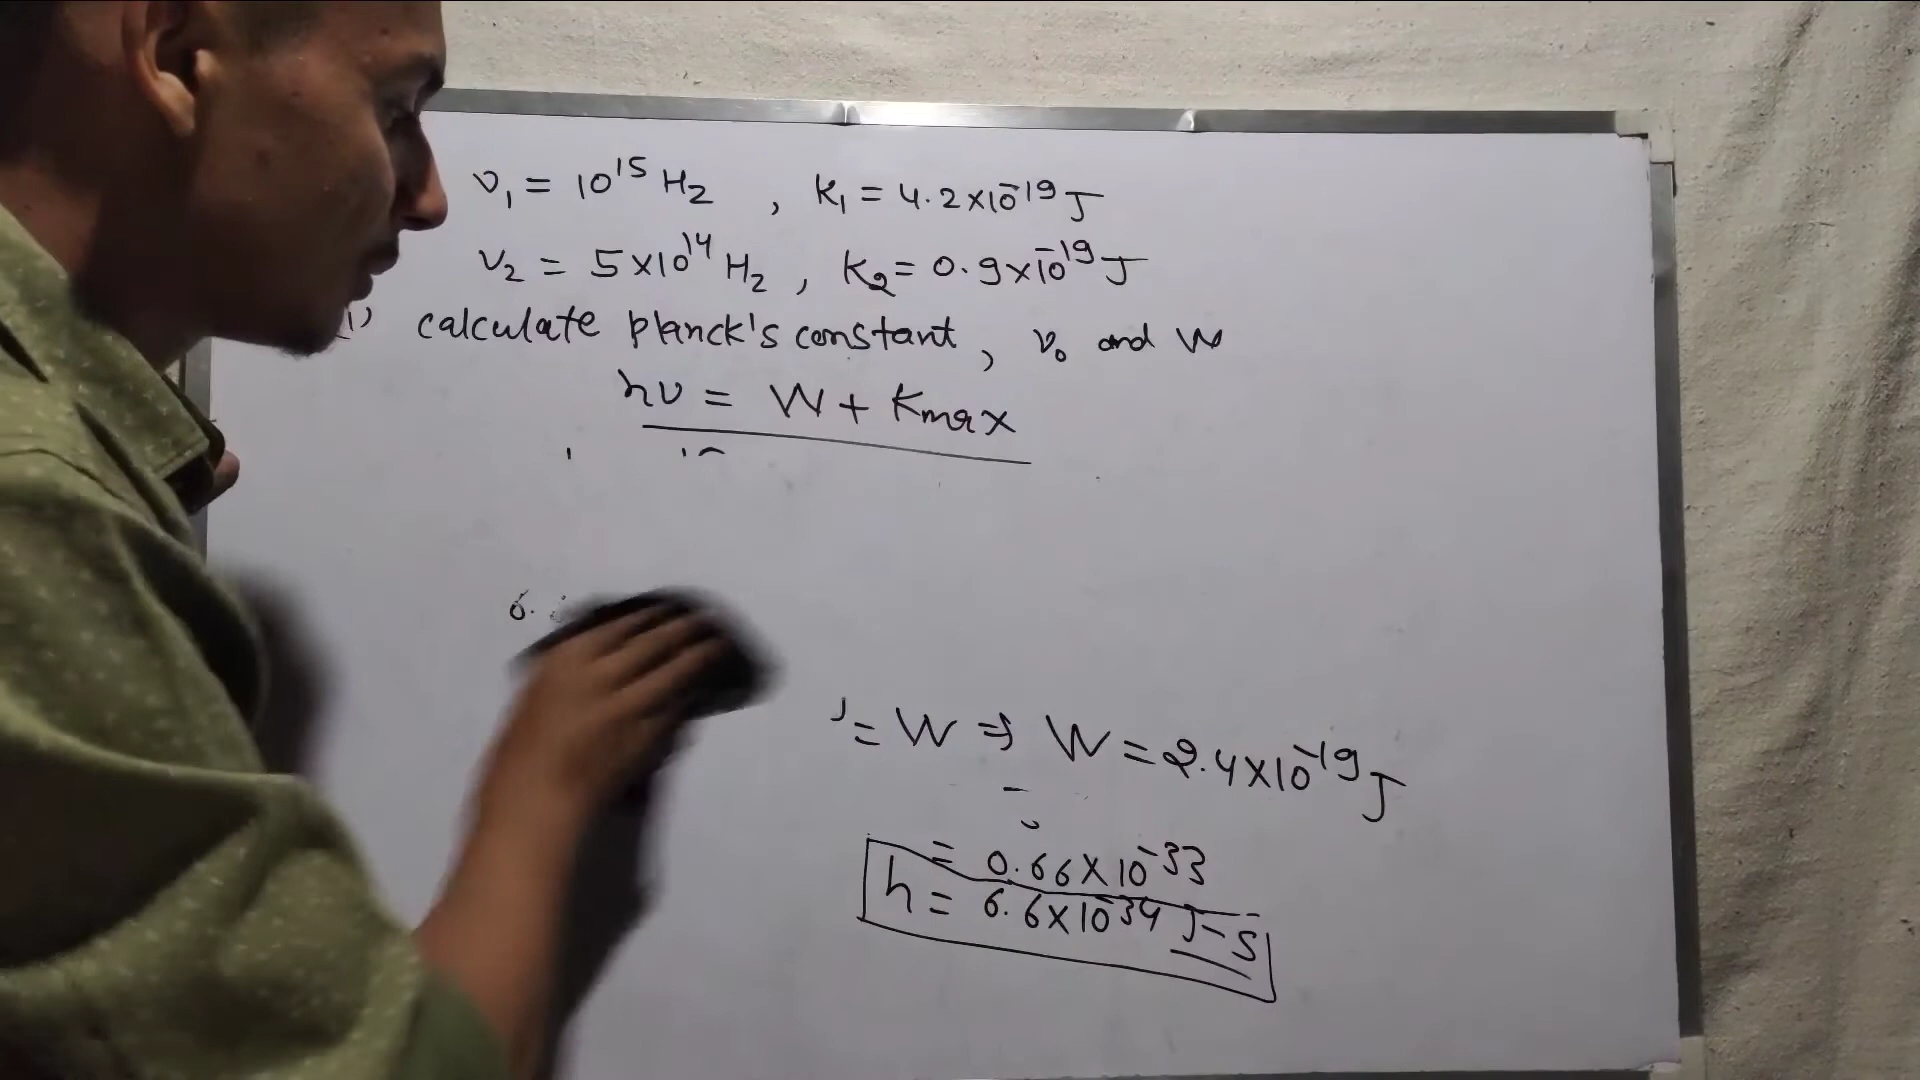 ν₁ = 10¹⁵ Hz , K₁ = 4.2×10⁻¹⁹ J
ν₂ = 5×10¹⁴ Hz , K₂ = 0.9×10⁻¹⁹ J
1) calculate planck's constant, ν₀ and W
hν = W + Kmax
6.
= W ⇒ W = 2.4×10⁻¹⁹ J
= 0.66×10⁻³³
h = 6.6×10⁻³⁴ J-S